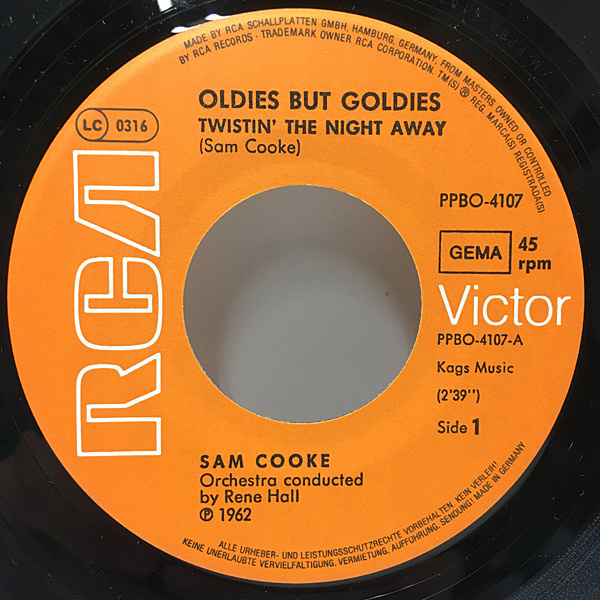 MADE BY RCA SCHALLPLATTEN GMBH, HAMBURG, GERMANY, FROM MASTERS OWNED OR CONTROLLED
BY RCA RECORDS · TRADEMARK OWNER RCA CORPORATION. TM(S) ® REG. MARCA(S) REGISTRADA(S)
OLDIES BUT GOLDIES
TWISTIN' THE NIGHT AWAY
(Sam Cooke)
LC 0316
RCA
PPBO-4107
GEMA 45 rpm
Victor
PPBO-4107-A
Kags Music
(2'39'')
Side 1
SAM COOKE
Orchestra conducted
by Rene Hall
℗ 1962
ALLE URHEBER- UND LEISTUNGSSCHUTZRECHTE VORBEHALTEN. KEIN VERLEIH!
KEINE UNERLAUBTE VERVIELFÄLTIGUNG, VERMIETUNG, AUFFÜHRUNG, SENDUNG! MADE IN GERMANY